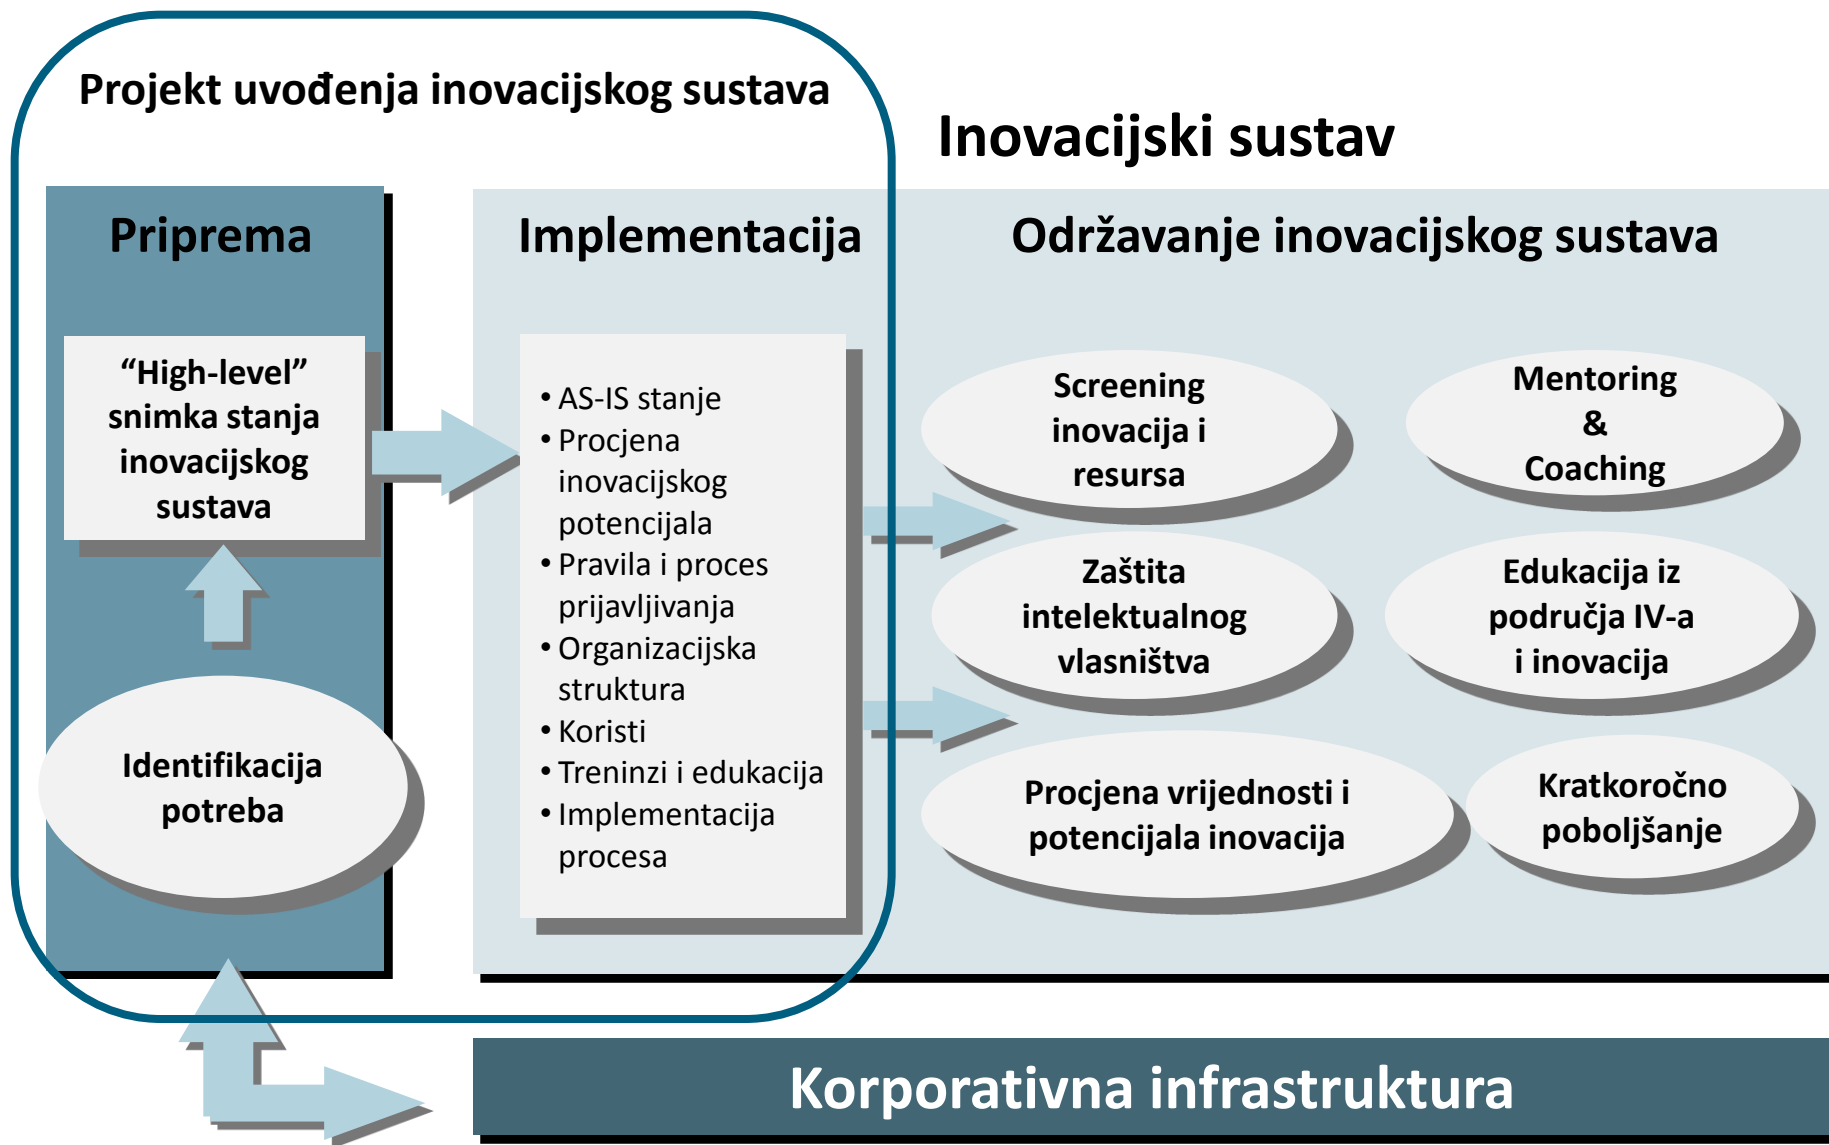 Projekt uvođenja inovacijskog sustava
Inovacijski sustav
Priprema
“High-level”
snimka stanja
inovacijskog
sustava
Identifikacija
potreba
Implementacija
• AS-IS stanje
• Procjena
inovacijskog
potencijala
• Pravila i proces
prijavljivanja
• Organizacijska
struktura
• Koristi
• Treninzi i edukacija
• Implementacija
procesa
Održavanje inovacijskog sustava
Screening
inovacija i
resursa
Mentoring
&
Coaching
Zaštita
intelektualnog
vlasništva
Edukacija iz
područja IV-a
i inovacija
Procjena vrijednosti i
potencijala inovacija
Kratkoročno
poboljšanje
Korporativna infrastruktura